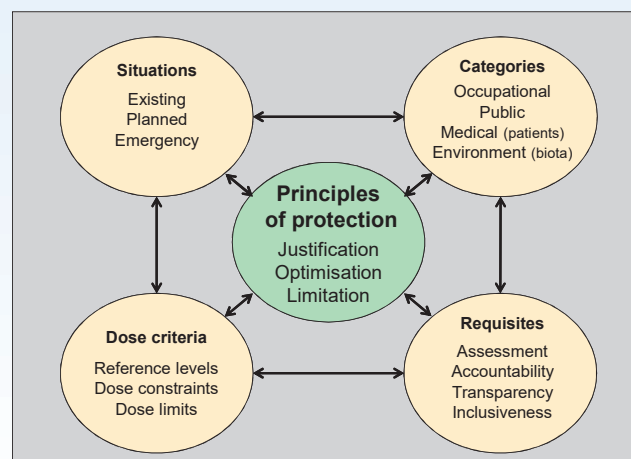 Situations
Existing
Planned
Emergency
Categories
Occupational
Public
Medical (patients)
Environment (biota)
Principles
of protection
Justification
Optimisation
Limitation
Dose criteria
Reference levels
Dose constraints
Dose limits
Requisites
Assessment
Accountability
Transparency
Inclusiveness